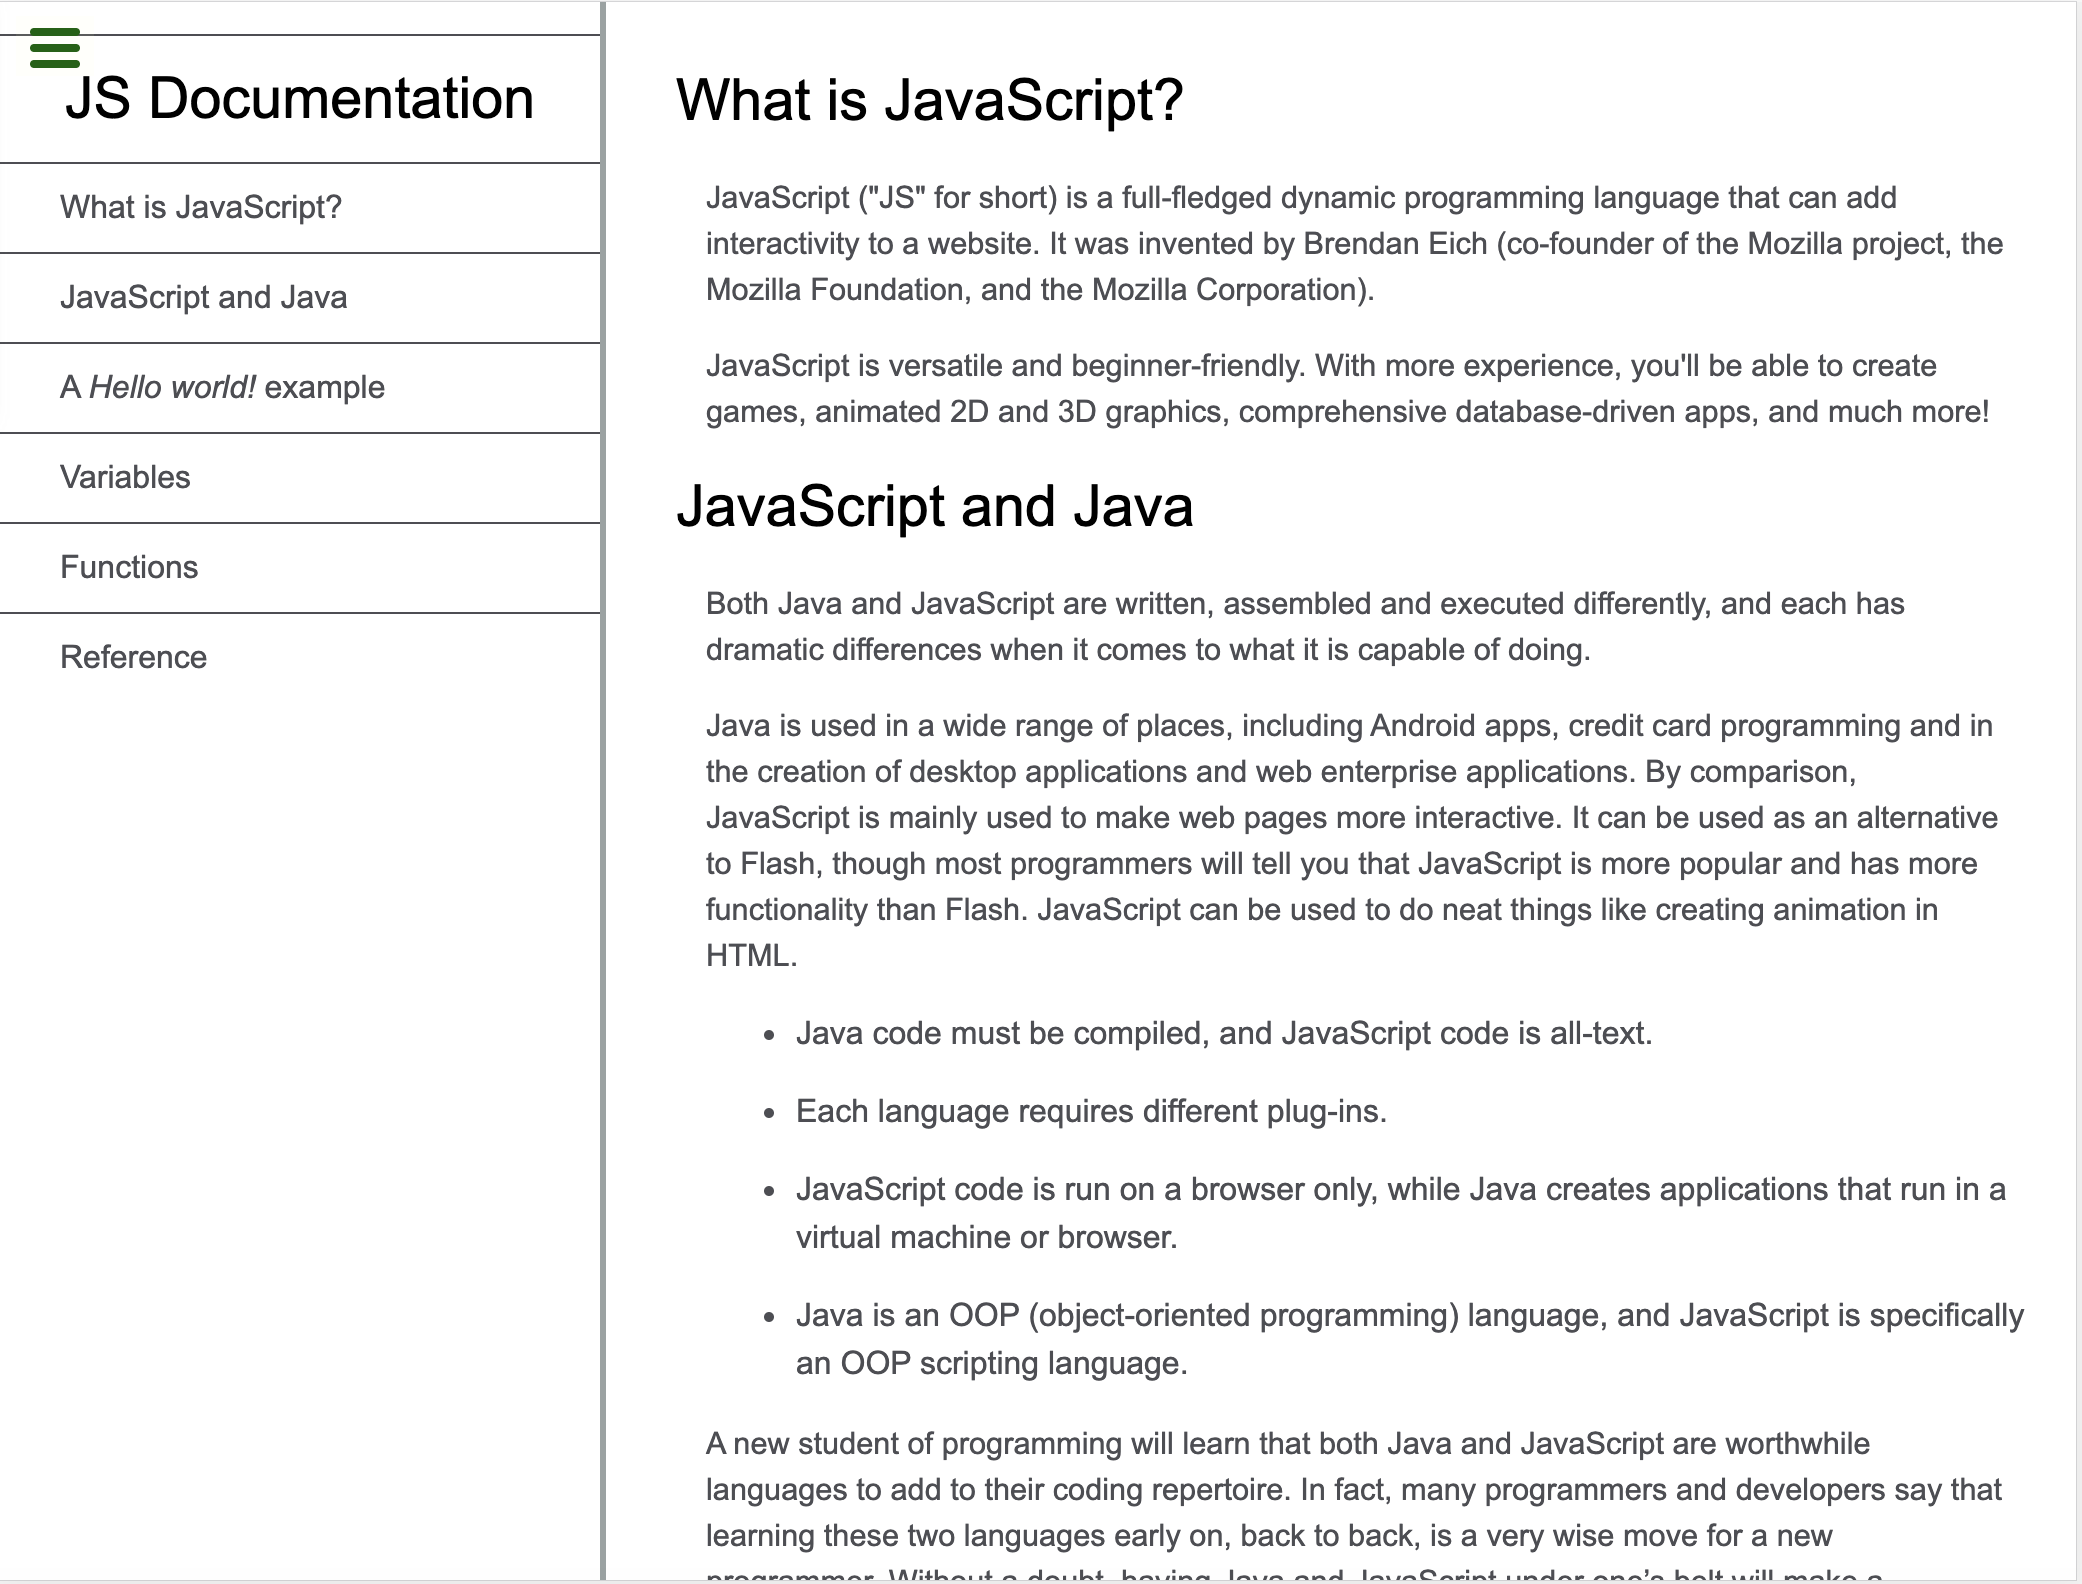 JS Documentation
What is JavaScript?
JavaScript and Java
A Hello world! example
Variables
Functions
Reference
What is JavaScript?
JavaScript ("JS" for short) is a full-fledged dynamic programming language that can add
interactivity to a website. It was invented by Brendan Eich (co-founder of the Mozilla project, the
Mozilla Foundation, and the Mozilla Corporation).
JavaScript is versatile and beginner-friendly. With more experience, you'll be able to create
games, animated 2D and 3D graphics, comprehensive database-driven apps, and much more!
JavaScript and Java
Both Java and JavaScript are written, assembled and executed differently, and each has
dramatic differences when it comes to what it is capable of doing.
Java is used in a wide range of places, including Android apps, credit card programming and in
the creation of desktop applications and web enterprise applications. By comparison,
JavaScript is mainly used to make web pages more interactive. It can be used as an alternative
to Flash, though most programmers will tell you that JavaScript is more popular and has more
functionality than Flash. JavaScript can be used to do neat things like creating animation in
HTML.
• Java code must be compiled, and JavaScript code is all-text.
• Each language requires different plug-ins.
• JavaScript code is run on a browser only, while Java creates applications that run in a
virtual machine or browser.
• Java is an OOP (object-oriented programming) language, and JavaScript is specifically
an OOP scripting language.
A new student of programming will learn that both Java and JavaScript are worthwhile
languages to add to their coding repertoire. In fact, many programmers and developers say that
learning these two languages early on, back to back, is a very wise move for a new
programmer. Without a doubt, having Java and JavaScript under one’s belt will make a